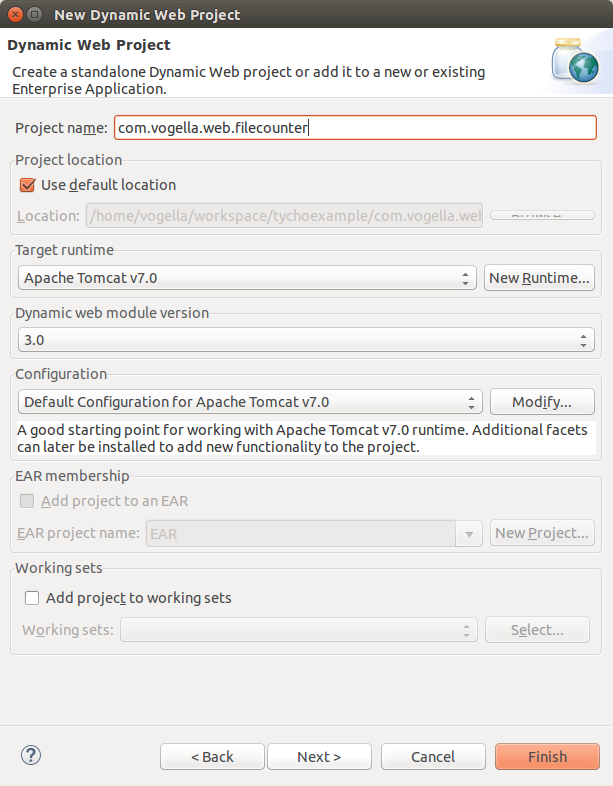 New Dynamic Web Project
Dynamic Web Project
Create a standalone Dynamic Web project or add it to a new or existing
Enterprise Application.
Project name: com.vogella.web.filecounter
Project location
Use default location
Location: /home/vogella/workspace/tychoexample/com.vogella.wel
Target runtime
Apache Tomcat v7.0 New Runtime...
Dynamic web module version
3.0
Configuration
Default Configuration for Apache Tomcat v7.0 Modify...
A good starting point for working with Apache Tomcat v7.0 runtime. Additional facets
can later be installed to add new functionality to the project.
EAR membership
Add project to an EAR
EAR project name: EAR New Project...
Working sets
Add project to working sets
Working sets: Select...
? < Back Next > Cancel Finish